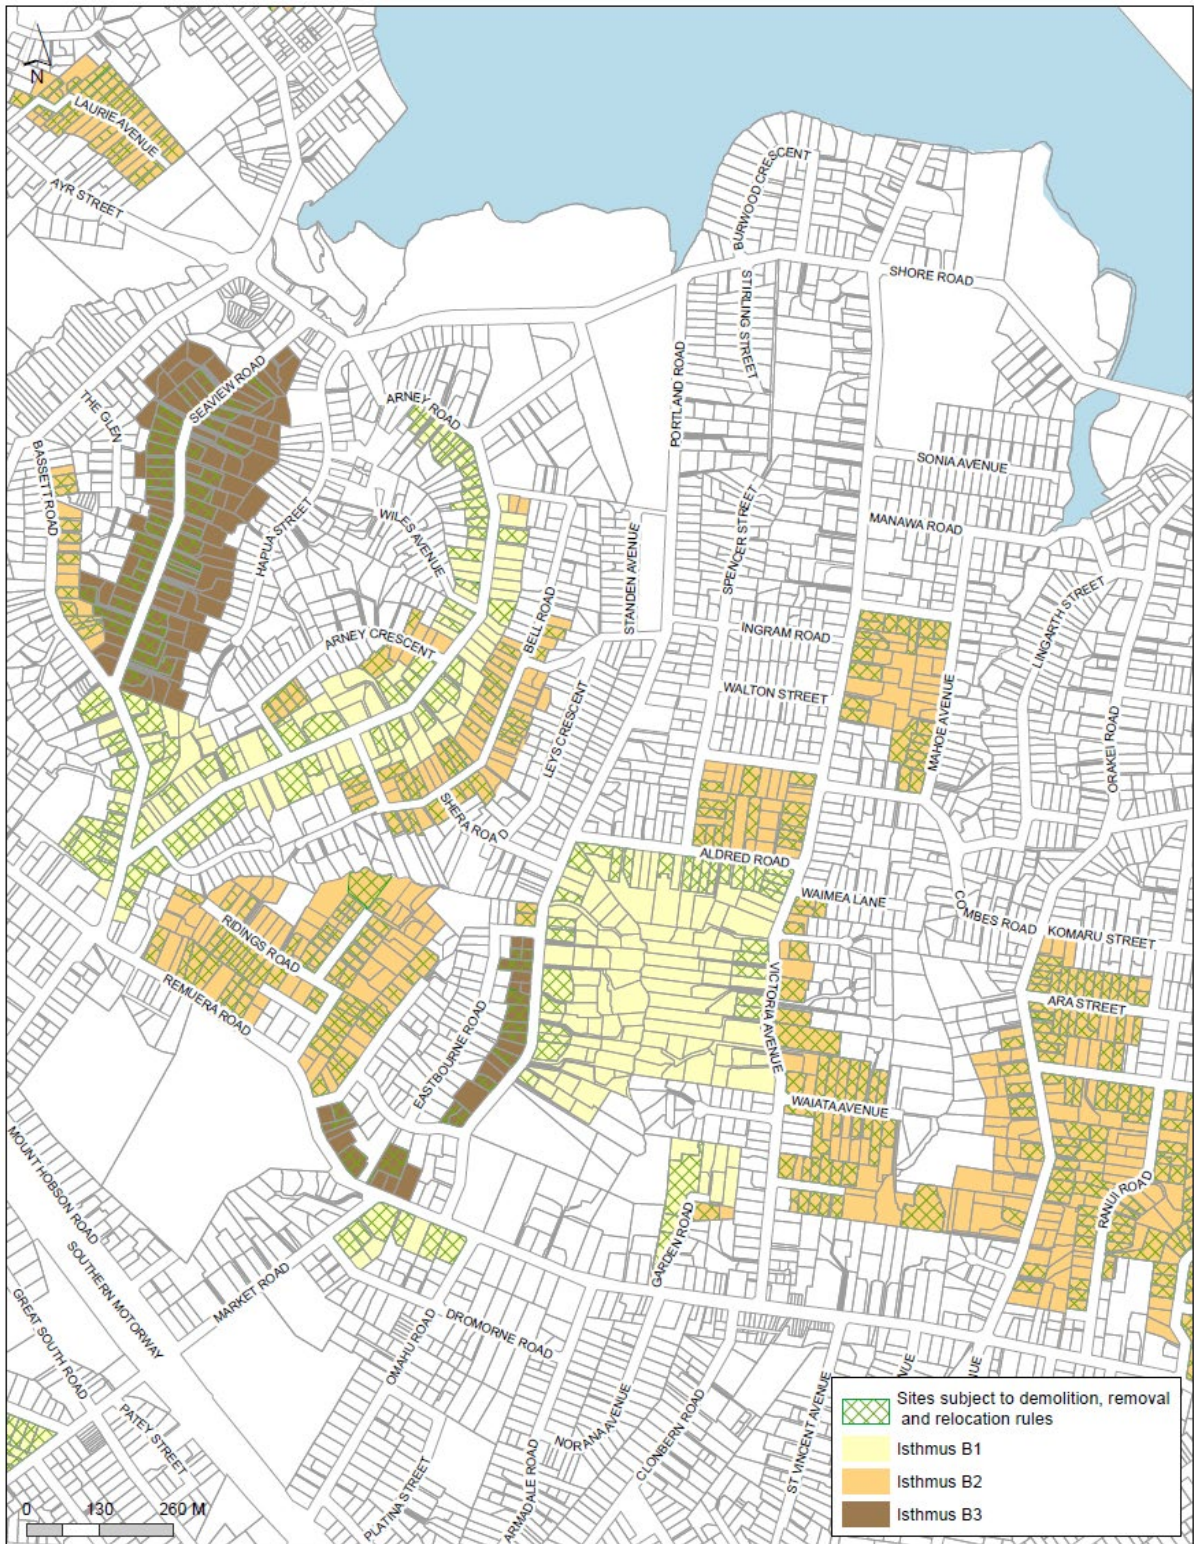 N
LAURIE AVENUE
AYR STREET
BURWOOD CRESCENT
SHORE ROAD
STIRLING STREET
PORTLAND ROAD
SEAVIEW ROAD
THE GLEN
ARNEY ROAD
BASSETT ROAD
SONIA AVENUE
HAPUA STREET
WILES AVENUE
SPENCER STREET
MANAWA ROAD
STANDEN AVENUE
LINGARTH STREET
BELL ROAD
INGRAM ROAD
ARNEY CRESCENT
WALTON STREET
MAHOE AVENUE
LEYS CRESCENT
ORAKEI ROAD
SHERA ROAD
ALDRED ROAD
WAIMEA LANE
COMBES ROAD
KOMARU STREET
RIDINGS ROAD
REMUERA ROAD
VICTORIA AVENUE
ARA STREET
EASTBOURNE ROAD
WAIATA AVENUE
MOUNT HOBSON ROAD
RANUI ROAD
GARDEN ROAD
SOUTHERN MOTORWAY
MARKET ROAD
GREAT SOUTH ROAD
OMAHU ROAD
DROMORNE ROAD
PATEY STREET
NORANA AVENUE
CLONBERN ROAD
ST VINCENT AVENUE
ENUE
ENUE
PLATINA STREET
ARMADALE ROAD
Sites subject to demolition, removal
and relocation rules
Isthmus B1
Isthmus B2
Isthmus B3
0 130 260 M